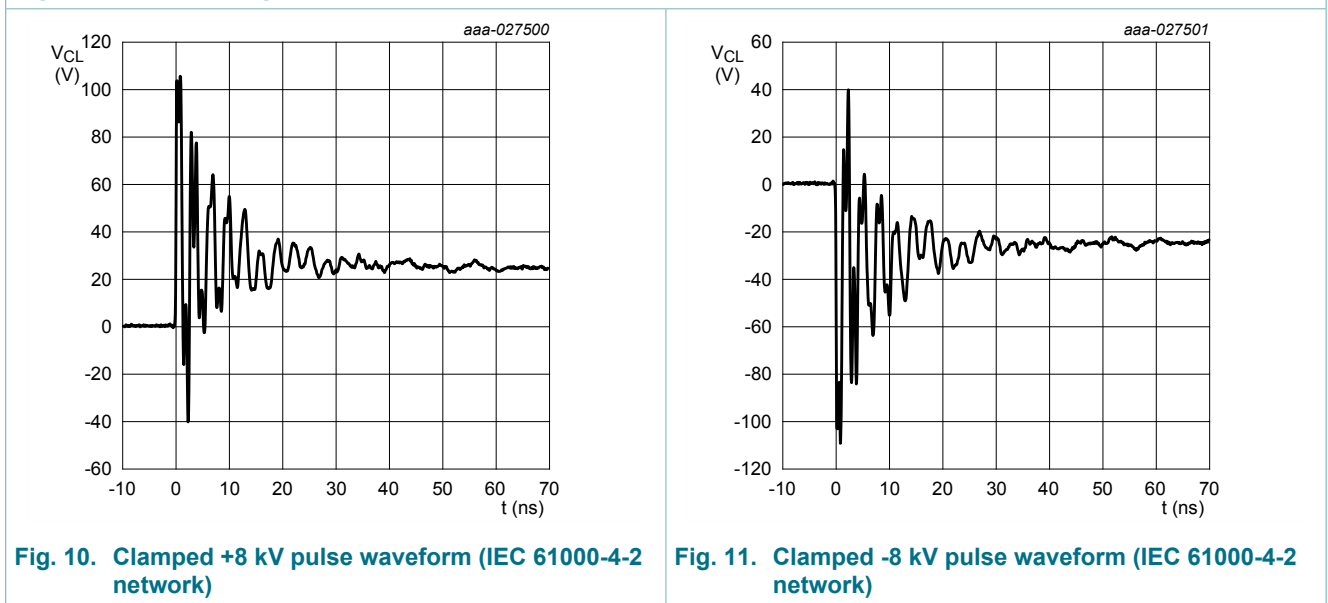 aaa-027500
V_CL
(V)
120
100
80
60
40
20
0
-20
-40
-60
-10 0 10 20 30 40 50 60 70
t (ns)
Fig. 10. Clamped +8 kV pulse waveform (IEC 61000-4-2
network)
aaa-027501
V_CL
(V)
60
40
20
0
-20
-40
-60
-80
-100
-120
-10 0 10 20 30 40 50 60 70
t (ns)
Fig. 11. Clamped -8 kV pulse waveform (IEC 61000-4-2
network)